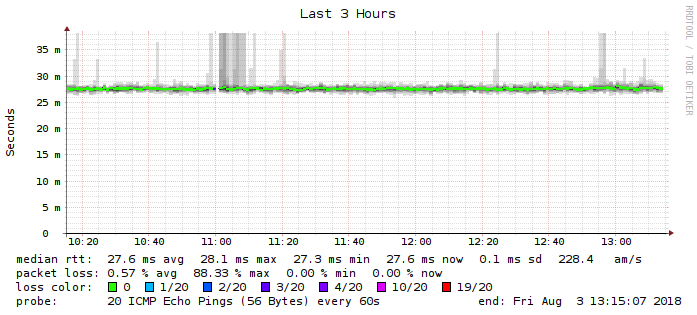 Last 3 Hours
RRDTOOL / TOBI OETIKER
Seconds
35 m
30 m
25 m
20 m
15 m
10 m
5 m
0
10:20 10:40 11:00 11:20 11:40 12:00 12:20 12:40 13:00
median rtt: 27.6 ms avg 28.1 ms max 27.3 ms min 27.6 ms now 0.1 ms sd 228.4 am/s
packet loss: 0.57 % avg 88.33 % max 0.00 % min 0.00 % now
loss color: 0 1/20 2/20 3/20 4/20 10/20 19/20
probe: 20 ICMP Echo Pings (56 Bytes) every 60s end: Fri Aug 3 13:15:07 2018